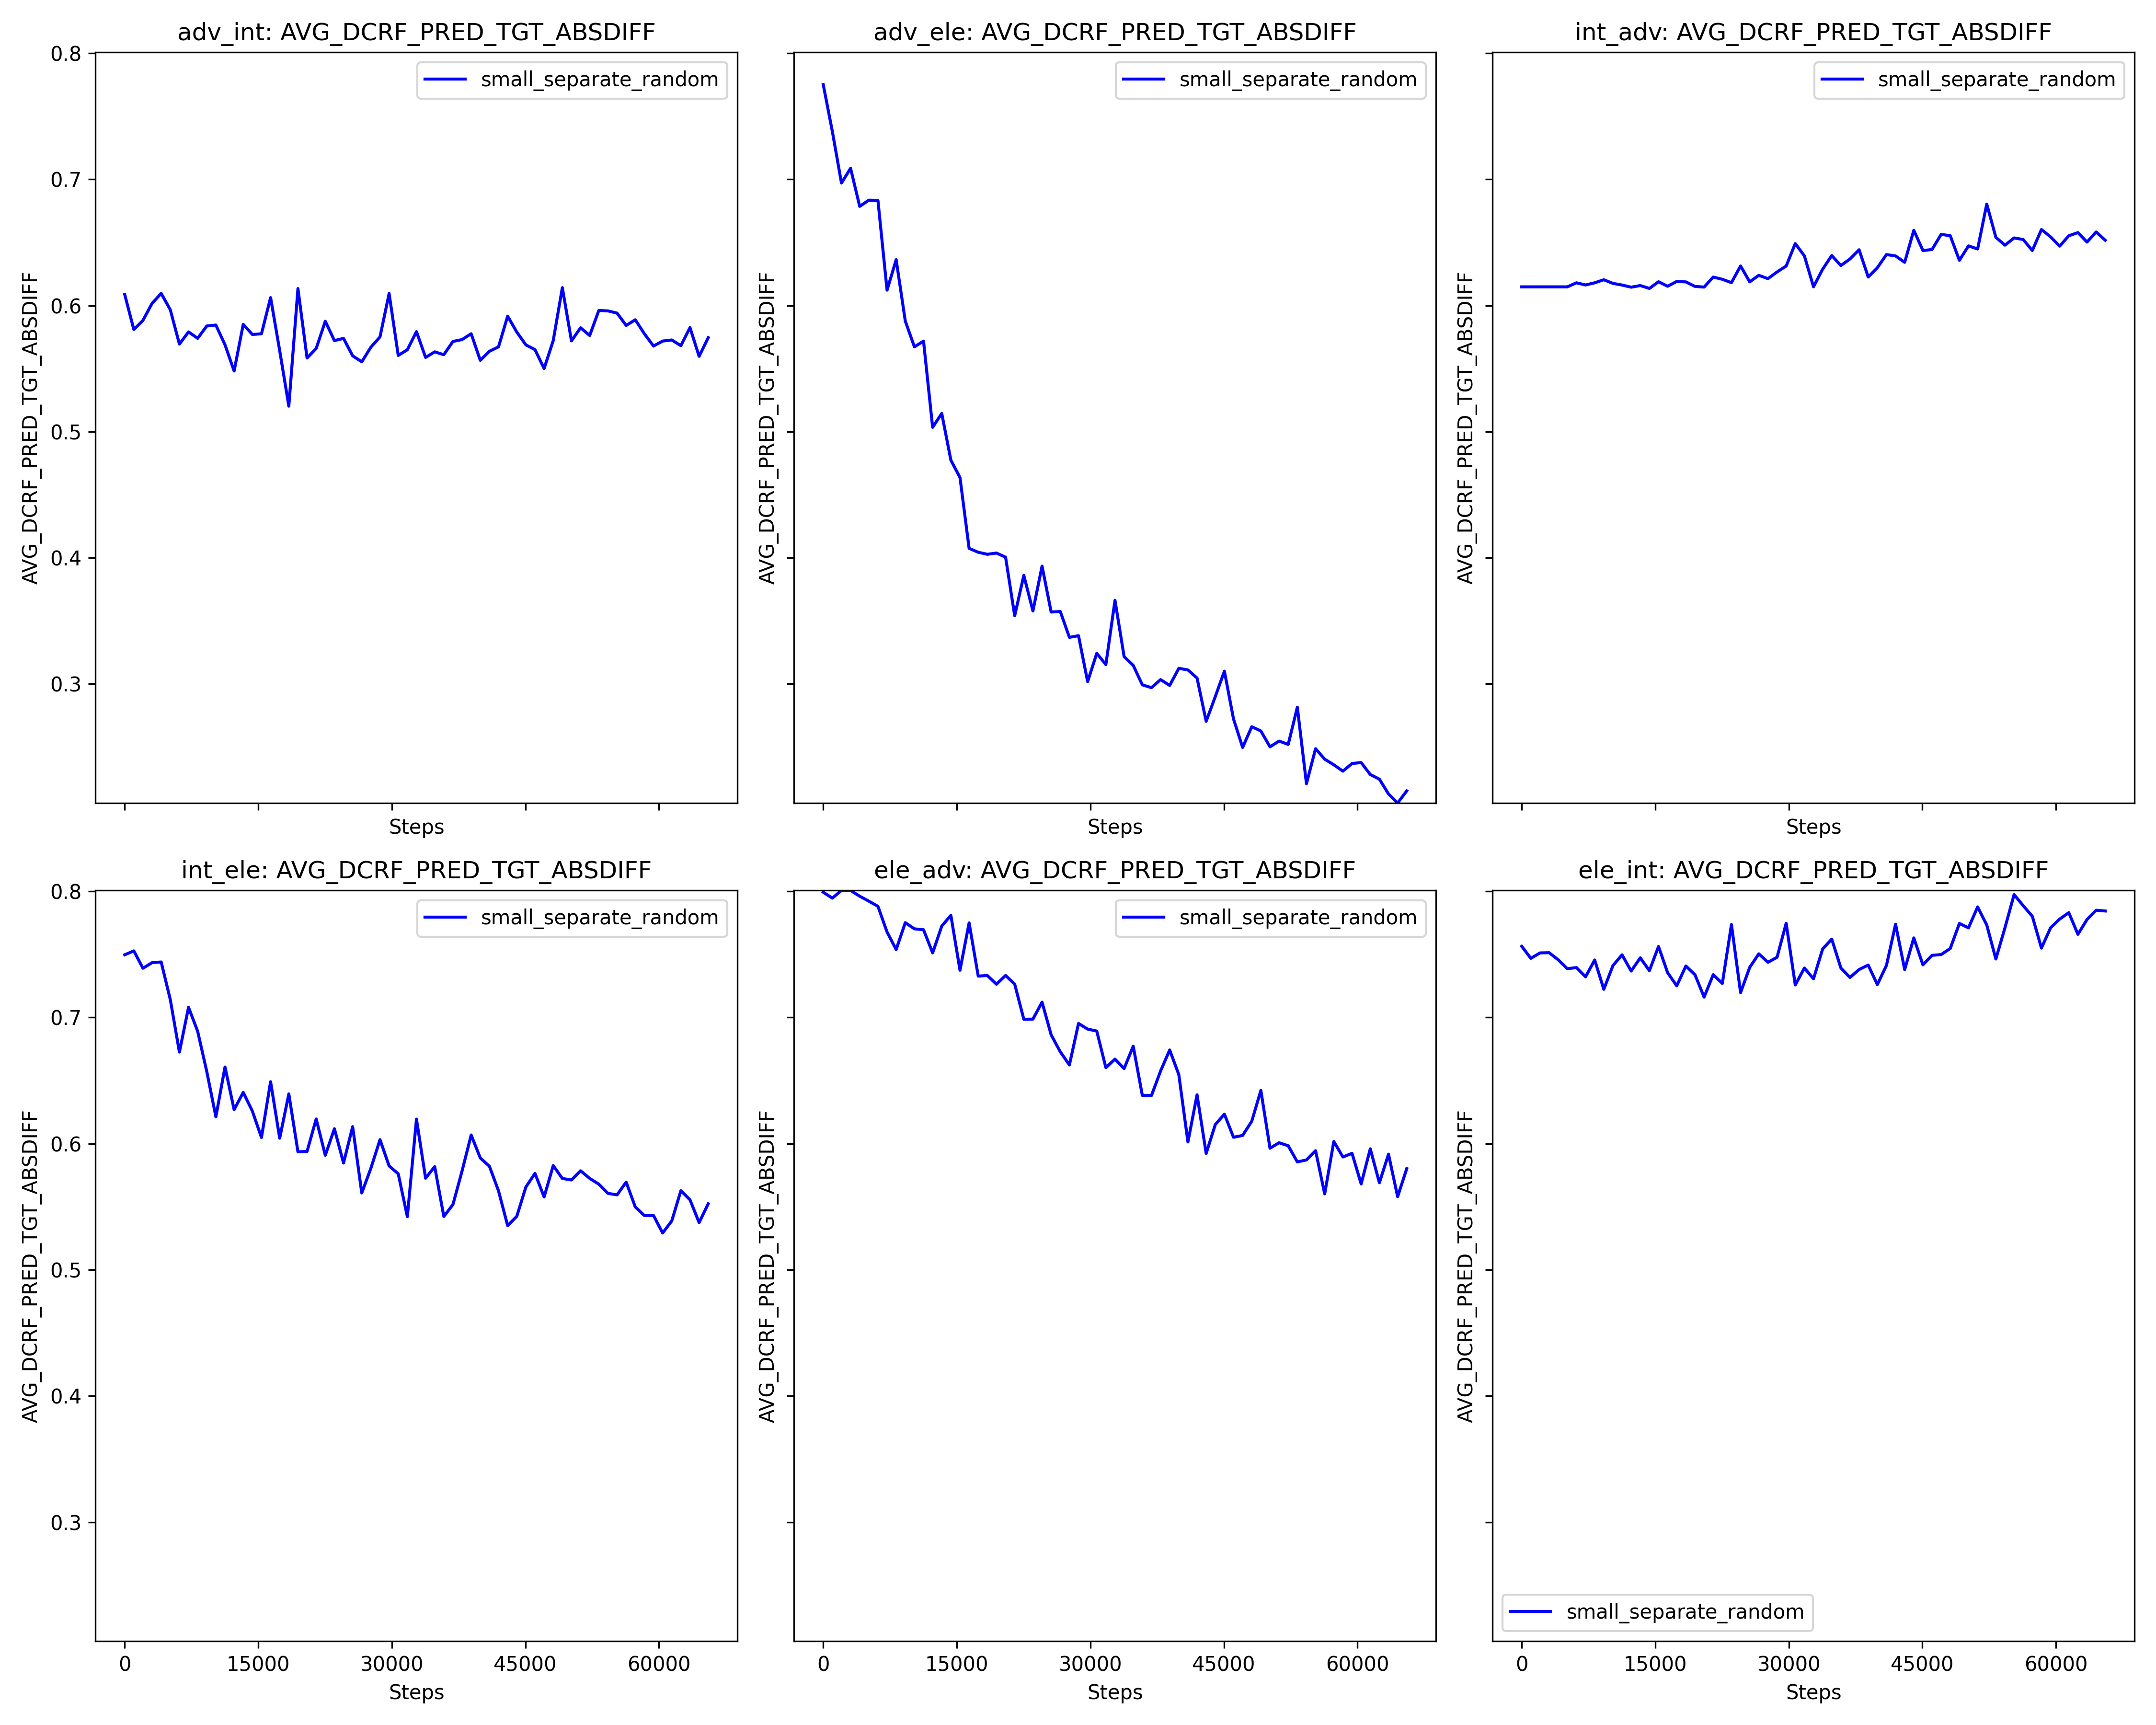 adv_int: AVG_DCRF_PRED_TGT_ABSDIFF
adv_ele: AVG_DCRF_PRED_TGT_ABSDIFF
int_adv: AVG_DCRF_PRED_TGT_ABSDIFF
small_separate_random
small_separate_random
small_separate_random
AVG_DCRF_PRED_TGT_ABSDIFF
AVG_DCRF_PRED_TGT_ABSDIFF
AVG_DCRF_PRED_TGT_ABSDIFF
0.8
0.7
0.6
0.5
0.4
0.3
Steps
Steps
Steps
int_ele: AVG_DCRF_PRED_TGT_ABSDIFF
ele_adv: AVG_DCRF_PRED_TGT_ABSDIFF
ele_int: AVG_DCRF_PRED_TGT_ABSDIFF
small_separate_random
small_separate_random
small_separate_random
AVG_DCRF_PRED_TGT_ABSDIFF
AVG_DCRF_PRED_TGT_ABSDIFF
AVG_DCRF_PRED_TGT_ABSDIFF
0.8
0.7
0.6
0.5
0.4
0.3
0 15000 30000 45000 60000
0 15000 30000 45000 60000
0 15000 30000 45000 60000
Steps
Steps
Steps